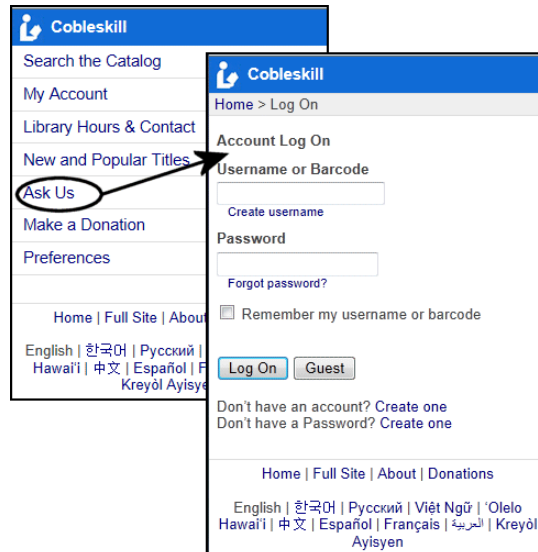 Cobleskill
Search the Catalog
My Account
Library Hours & Contact
New and Popular Titles
Ask Us
Make a Donation
Preferences
Home | Full Site | About
English | 한국어 | Русский |
Hawai'i | 中文 | Español | F
Kreyòl Ayisye
Cobleskill
Home > Log On
Account Log On
Username or Barcode
Create username
Password
Forgot password?
Remember my username or barcode
Log On Guest
Don't have an account? Create one
Don't have a Password? Create one
Home | Full Site | About | Donations
English | 한국어 | Русский | Việt Ngữ | 'Olelo
Hawai'i | 中文 | Español | Français | العربية | Kreyòl
Ayisyen